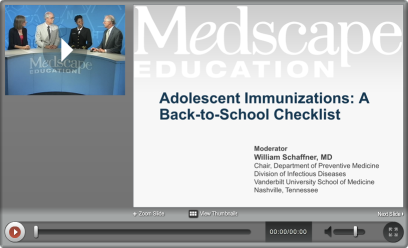 Medscape
EDUCATION
Medscape
EDUCATION
Adolescent Immunizations: A
Back-to-School Checklist
Moderator
William Schaffner, MD
Chair, Department of Preventive Medicine
Division of Infectious Diseases
Vanderbilt University School of Medicine
Nashville, Tennessee
Zoom Slide
View Thumbnails
Next Slide
00:00/00:00